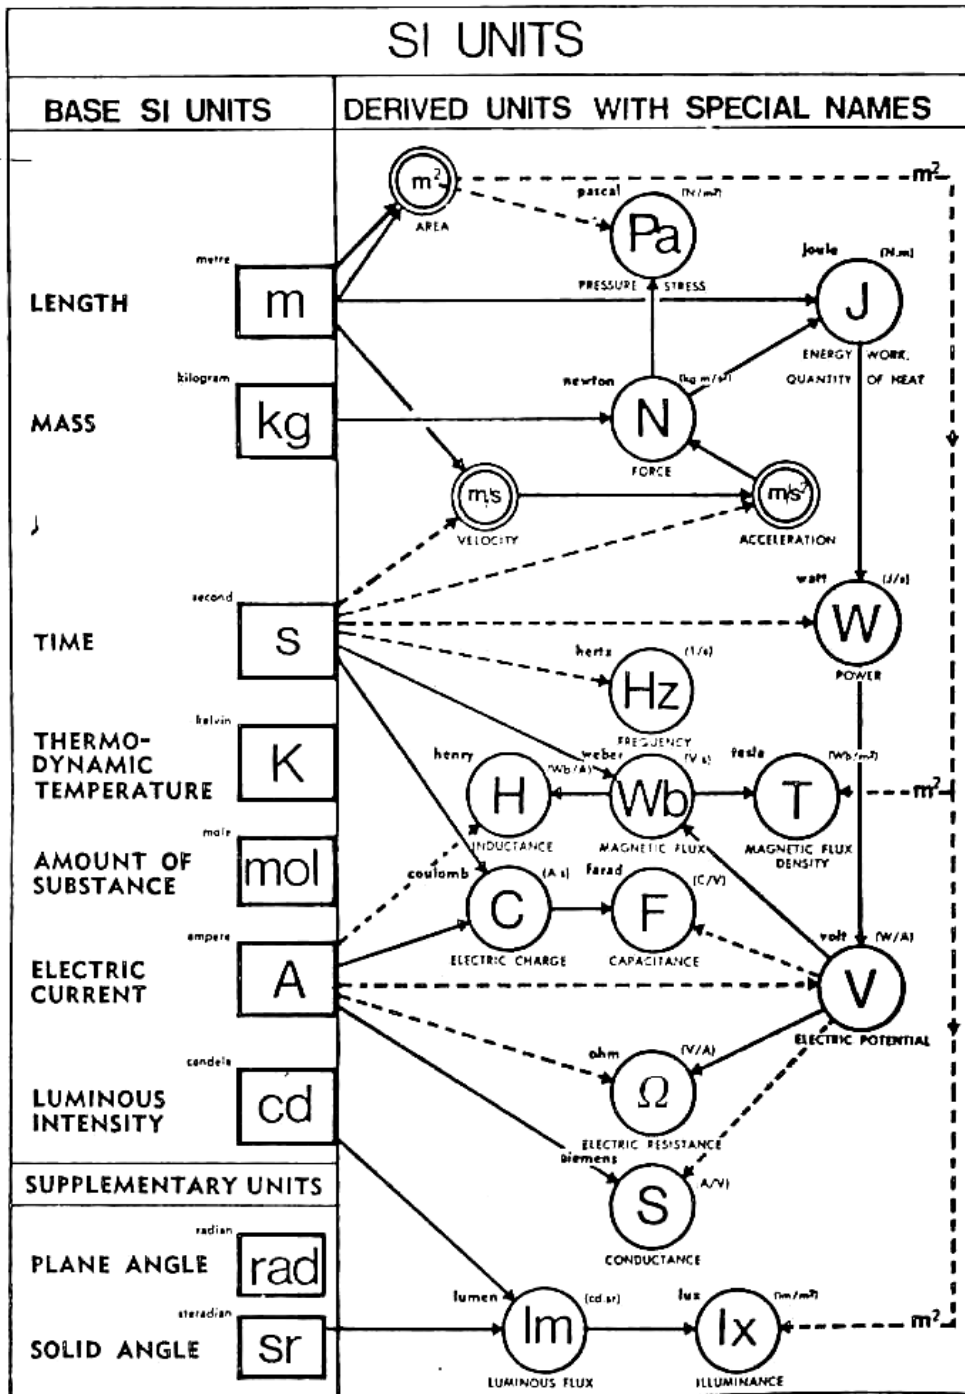 SI UNITS
BASE SI UNITS
DERIVED UNITS WITH SPECIAL NAMES
m²
AREA
m²
pascal
(N/m²)
Pa
PRESSURE STRESS
metre
m
LENGTH
joule
(N.m)
J
ENERGY WORK,
QUANTITY OF HEAT
kilogram
kg
MASS
newton
(kg m/s²)
N
FORCE
m/s
VELOCITY
m/s²
ACCELERATION
second
s
TIME
watt
(J/s)
W
POWER
hertz
(1/s)
Hz
FREQUENCY
kelvin
K
THERMO-
DYNAMIC
TEMPERATURE
henry
(Wb/A)
H
INDUCTANCE
weber
(V.s)
Wb
MAGNETIC FLUX
tesla
(Wb/m²)
T
MAGNETIC FLUX
DENSITY
m²
mole
mol
AMOUNT OF
SUBSTANCE
coulomb
(A s)
C
ELECTRIC CHARGE
farad
(C/V)
F
CAPACITANCE
ampere
A
ELECTRIC
CURRENT
volt
(W/A)
V
ELECTRIC POTENTIAL
ohm
(V/A)
Ω
ELECTRIC RESISTANCE
candela
cd
LUMINOUS
INTENSITY
siemens
(A/V)
S
CONDUCTANCE
SUPPLEMENTARY UNITS
radian
rad
PLANE ANGLE
steradian
sr
SOLID ANGLE
lumen
(cd.sr)
lm
LUMINOUS FLUX
lux
(lm/m²)
lx
ILLUMINANCE
m²